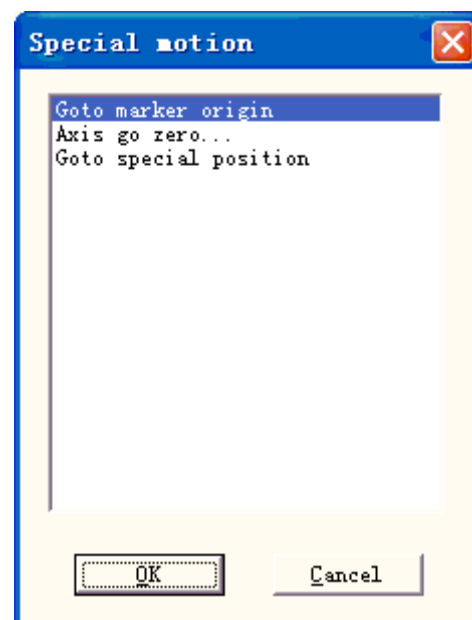 Special motion
Goto marker origin
Axis go zero...
Goto special position
OK
Cancel